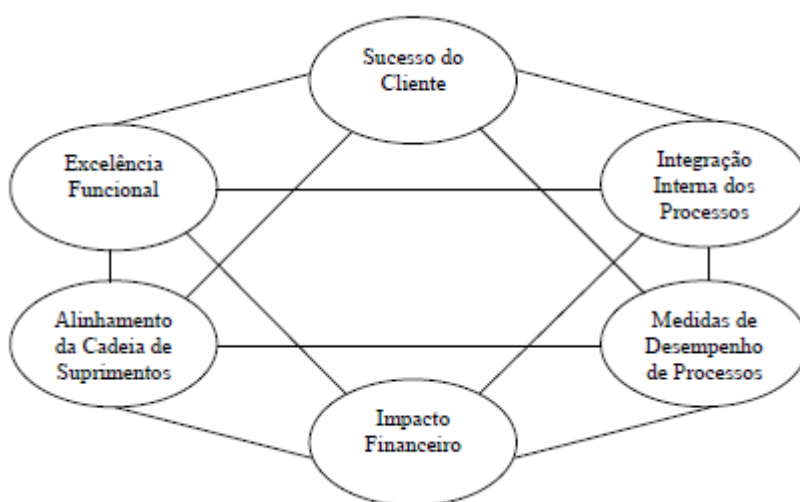 Sucesso do
Cliente
Excelência
Funcional
Integração
Interna dos
Processos
Alinhamento
da Cadeia de
Suprimentos
Medidas de
Desempenho
de Processos
Impacto
Financeiro